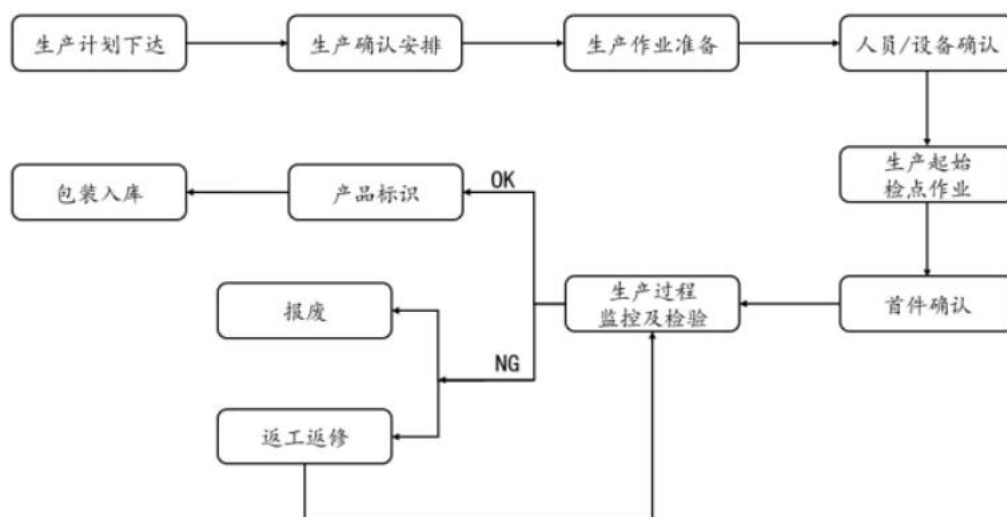 生产计划下达
生产确认安排
生产作业准备
人员/设备确认
生产起始
检点作业
包装入库
产品标识
OK
生产过程
监控及检验
首件确认
报废
NG
返工返修